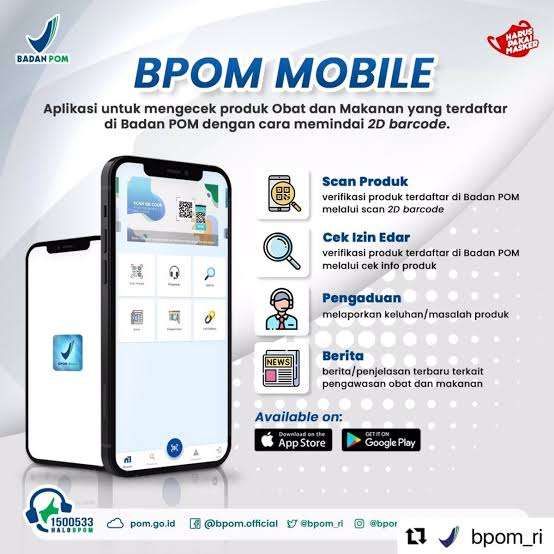 BADAN POM
HARUS
PAKAI
MASKER
BPOM MOBILE
Aplikasi untuk mengecek produk Obat dan Makanan yang terdaftar
di Badan POM dengan cara memindai 2D barcode.
Scan Produk
verifikasi produk terdaftar di Badan POM
melalui scan 2D barcode
Cek Izin Edar
verifikasi produk terdaftar di Badan POM
melalui cek info produk
Pengaduan
melaporkan keluhan/masalah produk
NEWS
Berita
berita/penjelasan terbaru terkait
pengawasan obat dan makanan
Available on:
Download on the
App Store
GET IT ON
Google Play
1500533
HALOBPOM
pom.go.id
@bpom.official
@bpom_ri
@bpor
bpom_ri